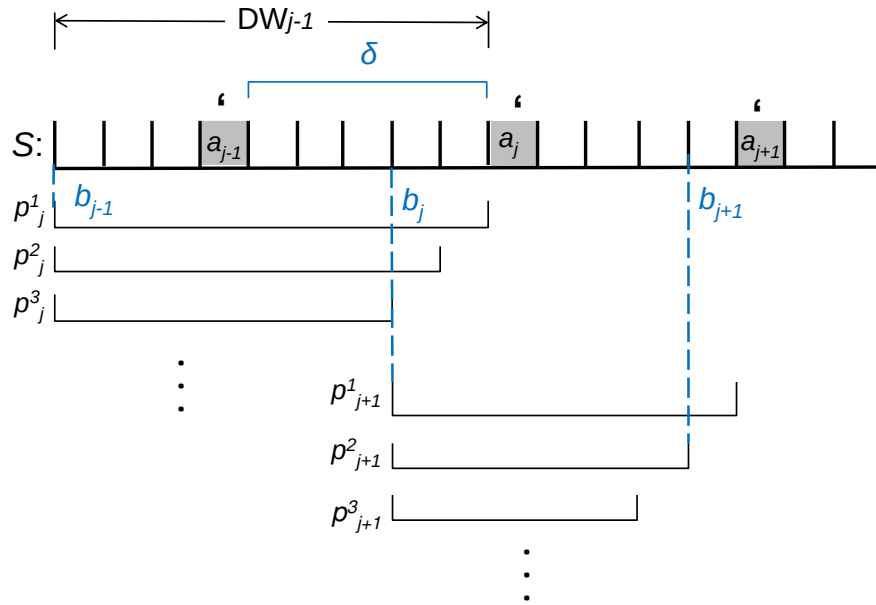 DWj-1
δ
‘ ‘ ‘
S: aj-1 aj aj+1
bj-1 bj bj+1
p1j
p2j
p3j
⋮
p1j+1
p2j+1
p3j+1
⋮